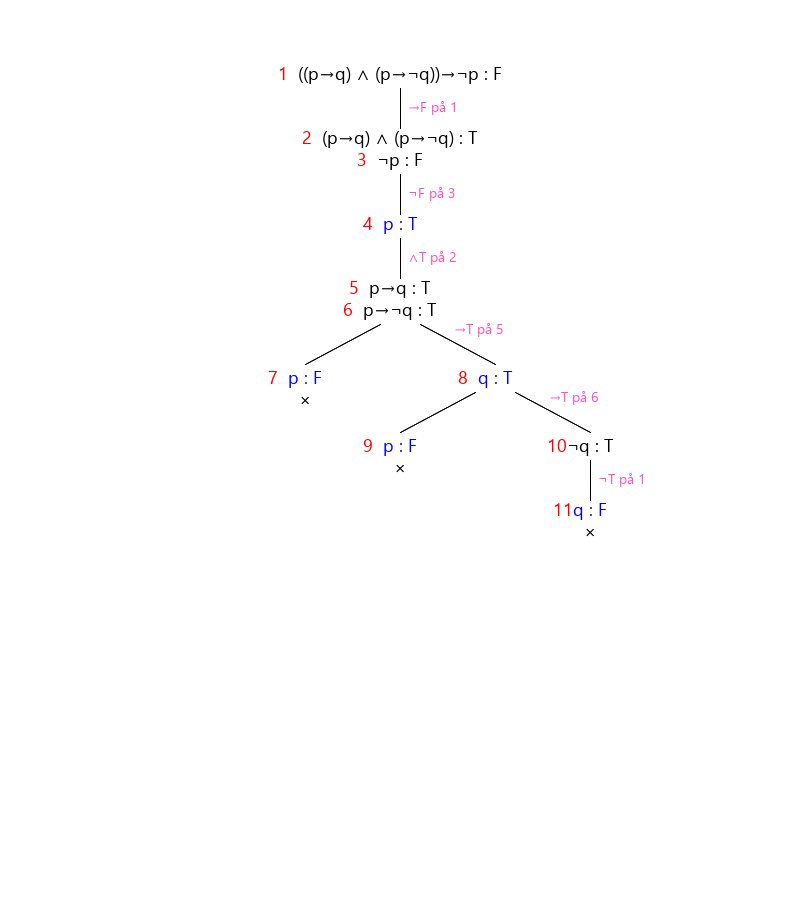 1 ((p→q) ∧ (p→¬q))→¬p : F
→F på 1
2 (p→q) ∧ (p→¬q) : T
3 ¬p : F
¬F på 3
4 p : T
∧T på 2
5 p→q : T
6 p→¬q : T
→T på 5
7 p : F
×
8 q : T
→T på 6
9 p : F
×
10 ¬q : T
¬T på 1
11 q : F
×